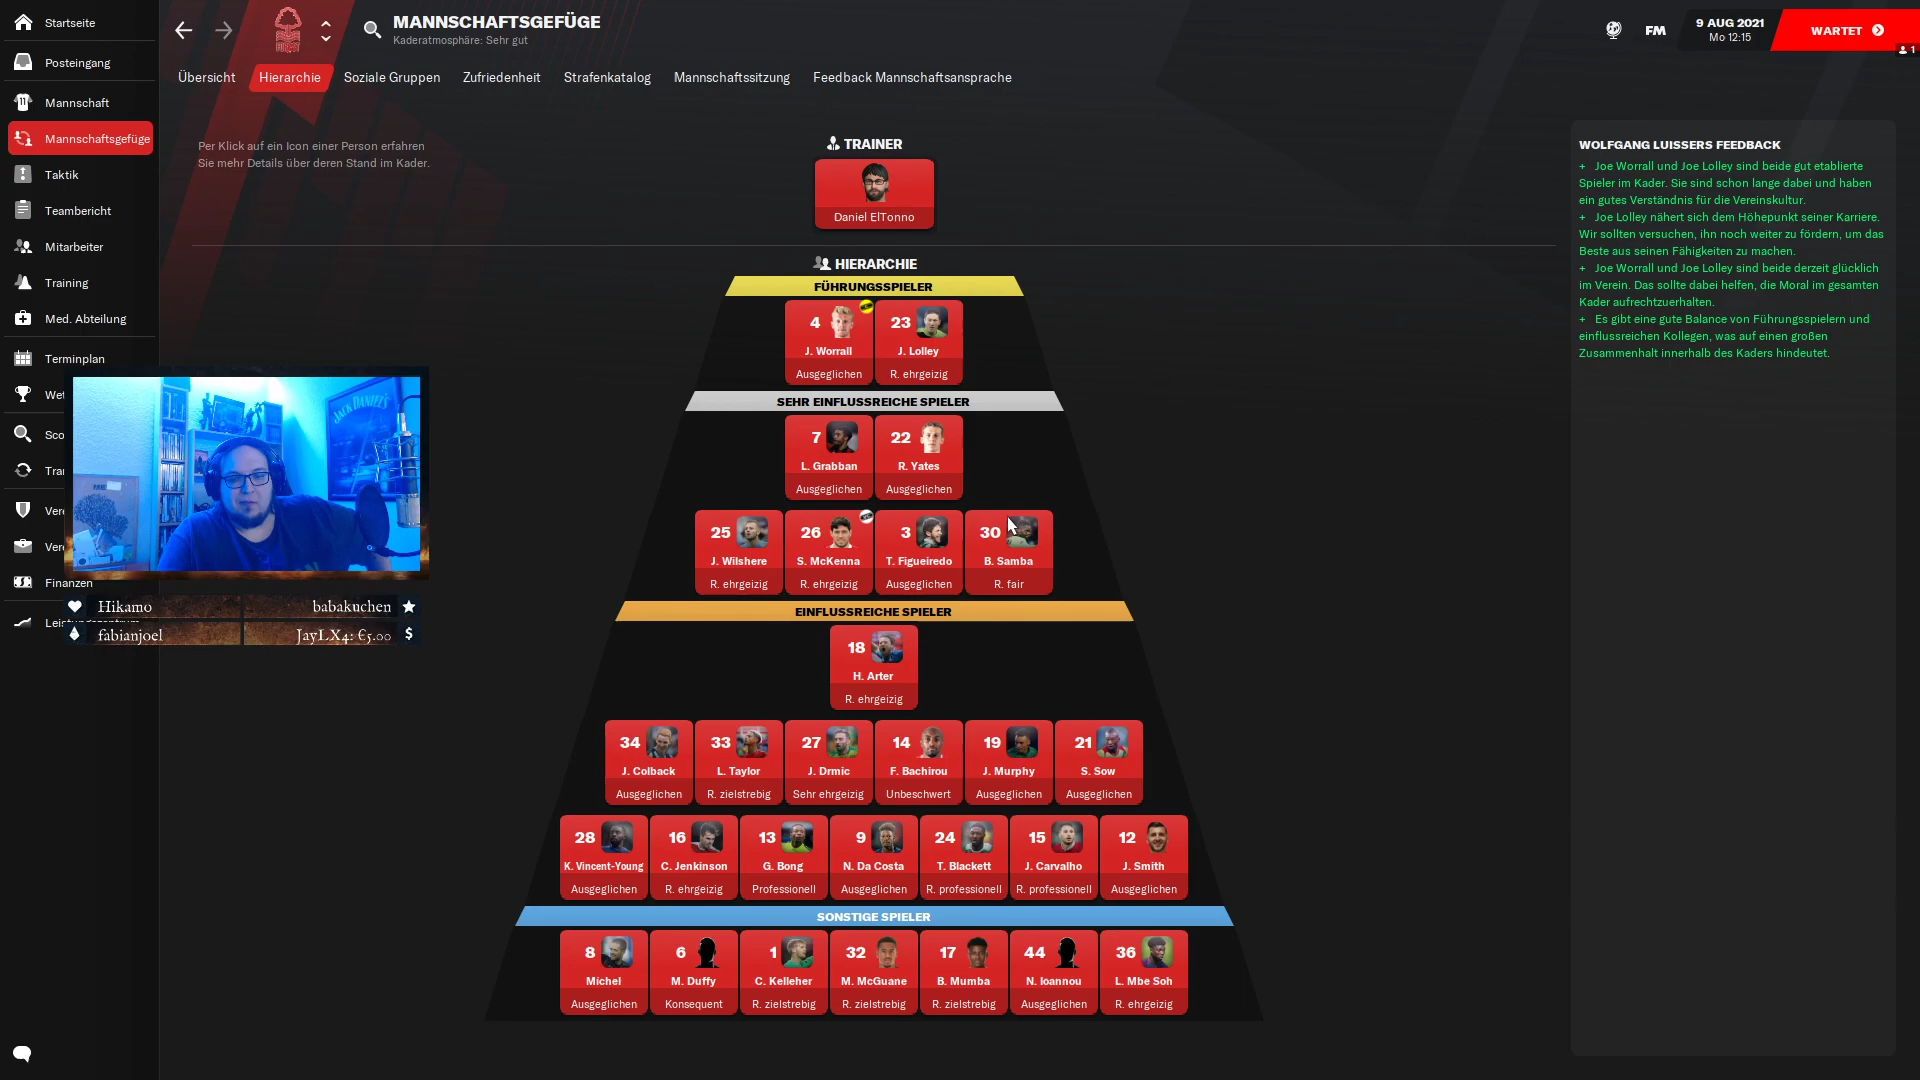 Startseite
Posteingang
Mannschaft
Mannschaftsgefüge
Taktik
Teambericht
Mitarbeiter
Training
Med. Abteilung
Terminplan
Finanzen
MANNSCHAFTSGEFÜGE
Kaderatmosphäre: Sehr gut
FM
9 AUG 2021
Mo 12:15
WARTET
1
Übersicht
Hierarchie
Soziale Gruppen
Zufriedenheit
Strafenkatalog
Mannschaftssitzung
Feedback Mannschaftsansprache
Per Klick auf ein Icon einer Person erfahren
Sie mehr Details über deren Stand im Kader.
TRAINER
Daniel ElTonno
HIERARCHIE
FÜHRUNGSSPIELER
4 23
J. Worrall J. Lolley
Ausgeglichen R. ehrgeizig
SEHR EINFLUSSREICHE SPIELER
7 22
L. Grabban R. Yates
Ausgeglichen Ausgeglichen
25 26 3 30
J. Wilshere S. McKenna T. Figueiredo B. Samba
R. ehrgeizig R. ehrgeizig Ausgeglichen R. fair
EINFLUSSREICHE SPIELER
18
H. Arter
R. ehrgeizig
34 33 27 14 19 21
J. Colback L. Taylor J. Drmic F. Bachirou J. Murphy S. Sow
Ausgeglichen R. zielstrebig Sehr ehrgeizig Unbeschwert Ausgeglichen Ausgeglichen
28 16 13 9 24 15 12
K. Vincent-Young C. Jenkinson G. Bong N. Da Costa T. Blackett J. Carvalho J. Smith
Ausgeglichen R. ehrgeizig Professionell Ausgeglichen R. professionell R. professionell Ausgeglichen
SONSTIGE SPIELER
8 6 1 32 17 44 36
Michel M. Duffy C. Kelleher M. McGuane B. Mumba N. Ioannou L. Mbe Soh
Ausgeglichen Konsequent R. zielstrebig R. zielstrebig R. zielstrebig Ausgeglichen R. ehrgeizig
WOLFGANG LUISSERS FEEDBACK
+ Joe Worrall und Joe Lolley sind beide gut etablierte
Spieler im Kader. Sie sind schon lange dabei und haben
ein gutes Verständnis für die Vereinskultur.
+ Joe Lolley nähert sich dem Höhepunkt seiner Karriere.
Wir sollten versuchen, ihn noch weiter zu fördern, um das
Beste aus seinen Fähigkeiten zu machen.
+ Joe Worrall und Joe Lolley sind beide derzeit glücklich
im Verein. Das sollte dabei helfen, die Moral im gesamten
Kader aufrechtzuerhalten.
+ Es gibt eine gute Balance von Führungsspielern und
einflussreichen Kollegen, was auf einen großen
Zusammenhalt innerhalb des Kaders hindeutet.
JACK DANIEL'S
Hikamo babakuchen
fabianjoel JayLX4: €5.00